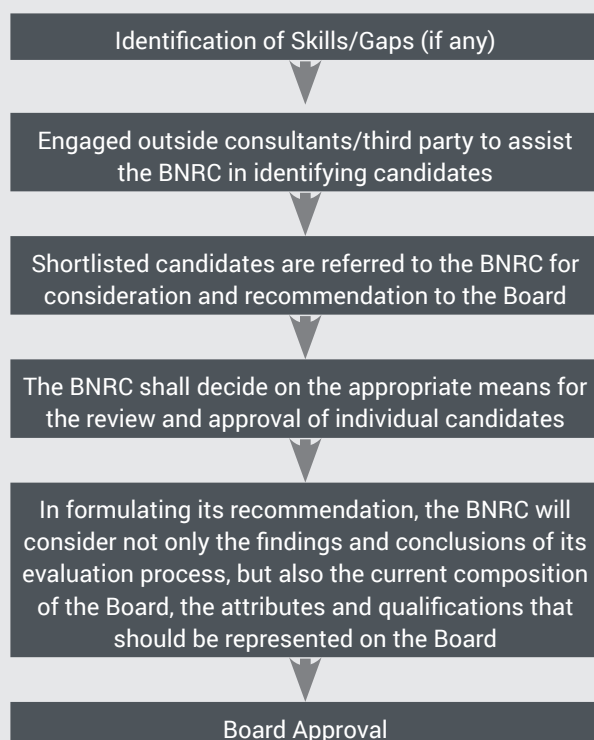 Identification of Skills/Gaps (if any)
Engaged outside consultants/third party to assist
the BNRC in identifying candidates
Shortlisted candidates are referred to the BNRC for
consideration and recommendation to the Board
The BNRC shall decide on the appropriate means for
the review and approval of individual candidates
In formulating its recommendation, the BNRC will
consider not only the findings and conclusions of its
evaluation process, but also the current composition
of the Board, the attributes and qualifications that
should be represented on the Board
Board Approval